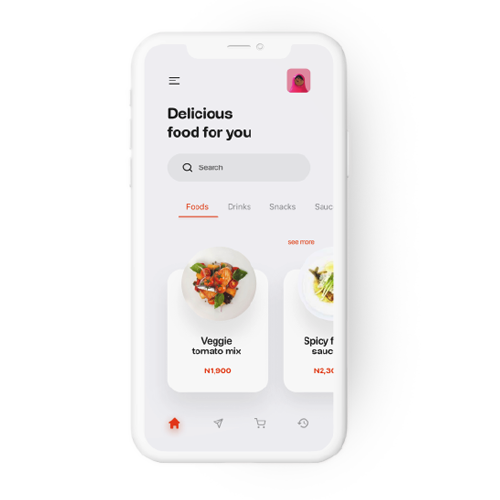 Delicious
food for you
Search
Foods Drinks Snacks Sauc
see more
Veggie
tomato mix
N1,900
Spicy f
sauc
N2,30